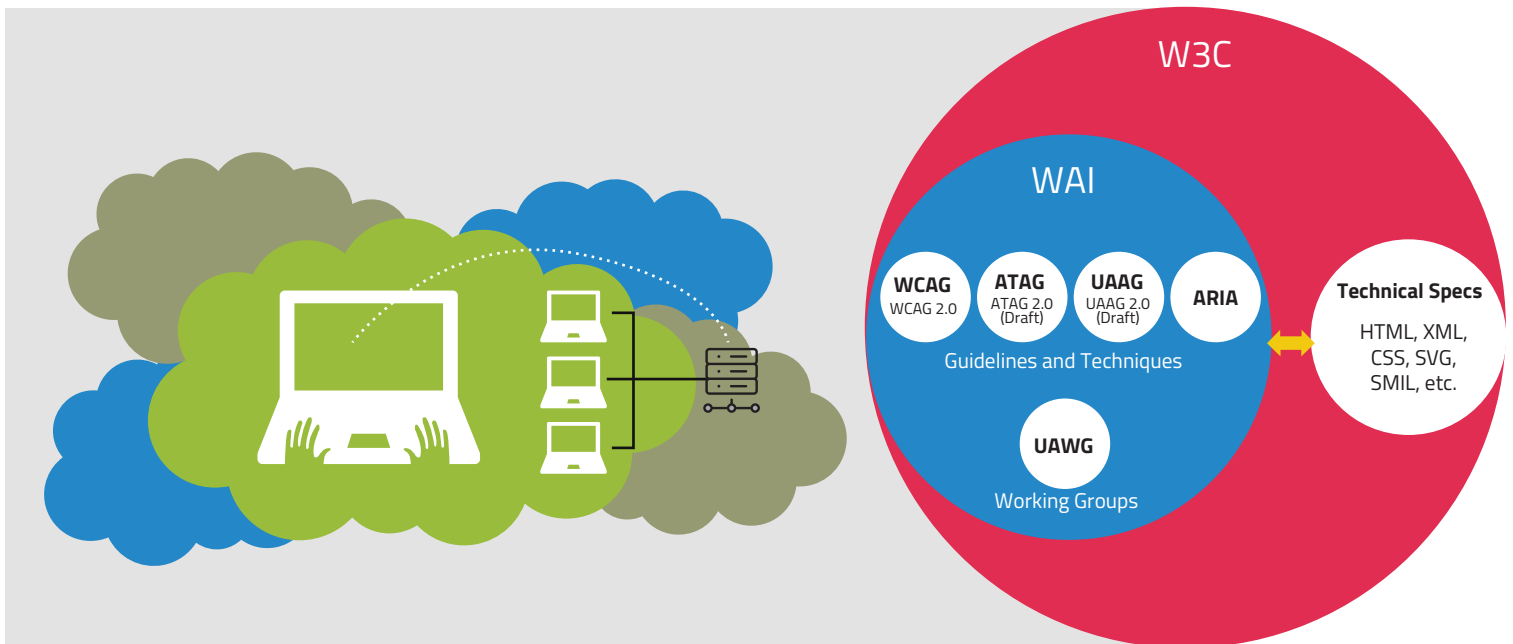 W3C
WAI
WCAG
WCAG 2.0
ATAG
ATAG 2.0
(Draft)
UAAG
UAAG 2.0
(Draft)
ARIA
Guidelines and Techniques
UAWG
Working Groups
Technical Specs
HTML, XML,
CSS, SVG,
SMIL, etc.